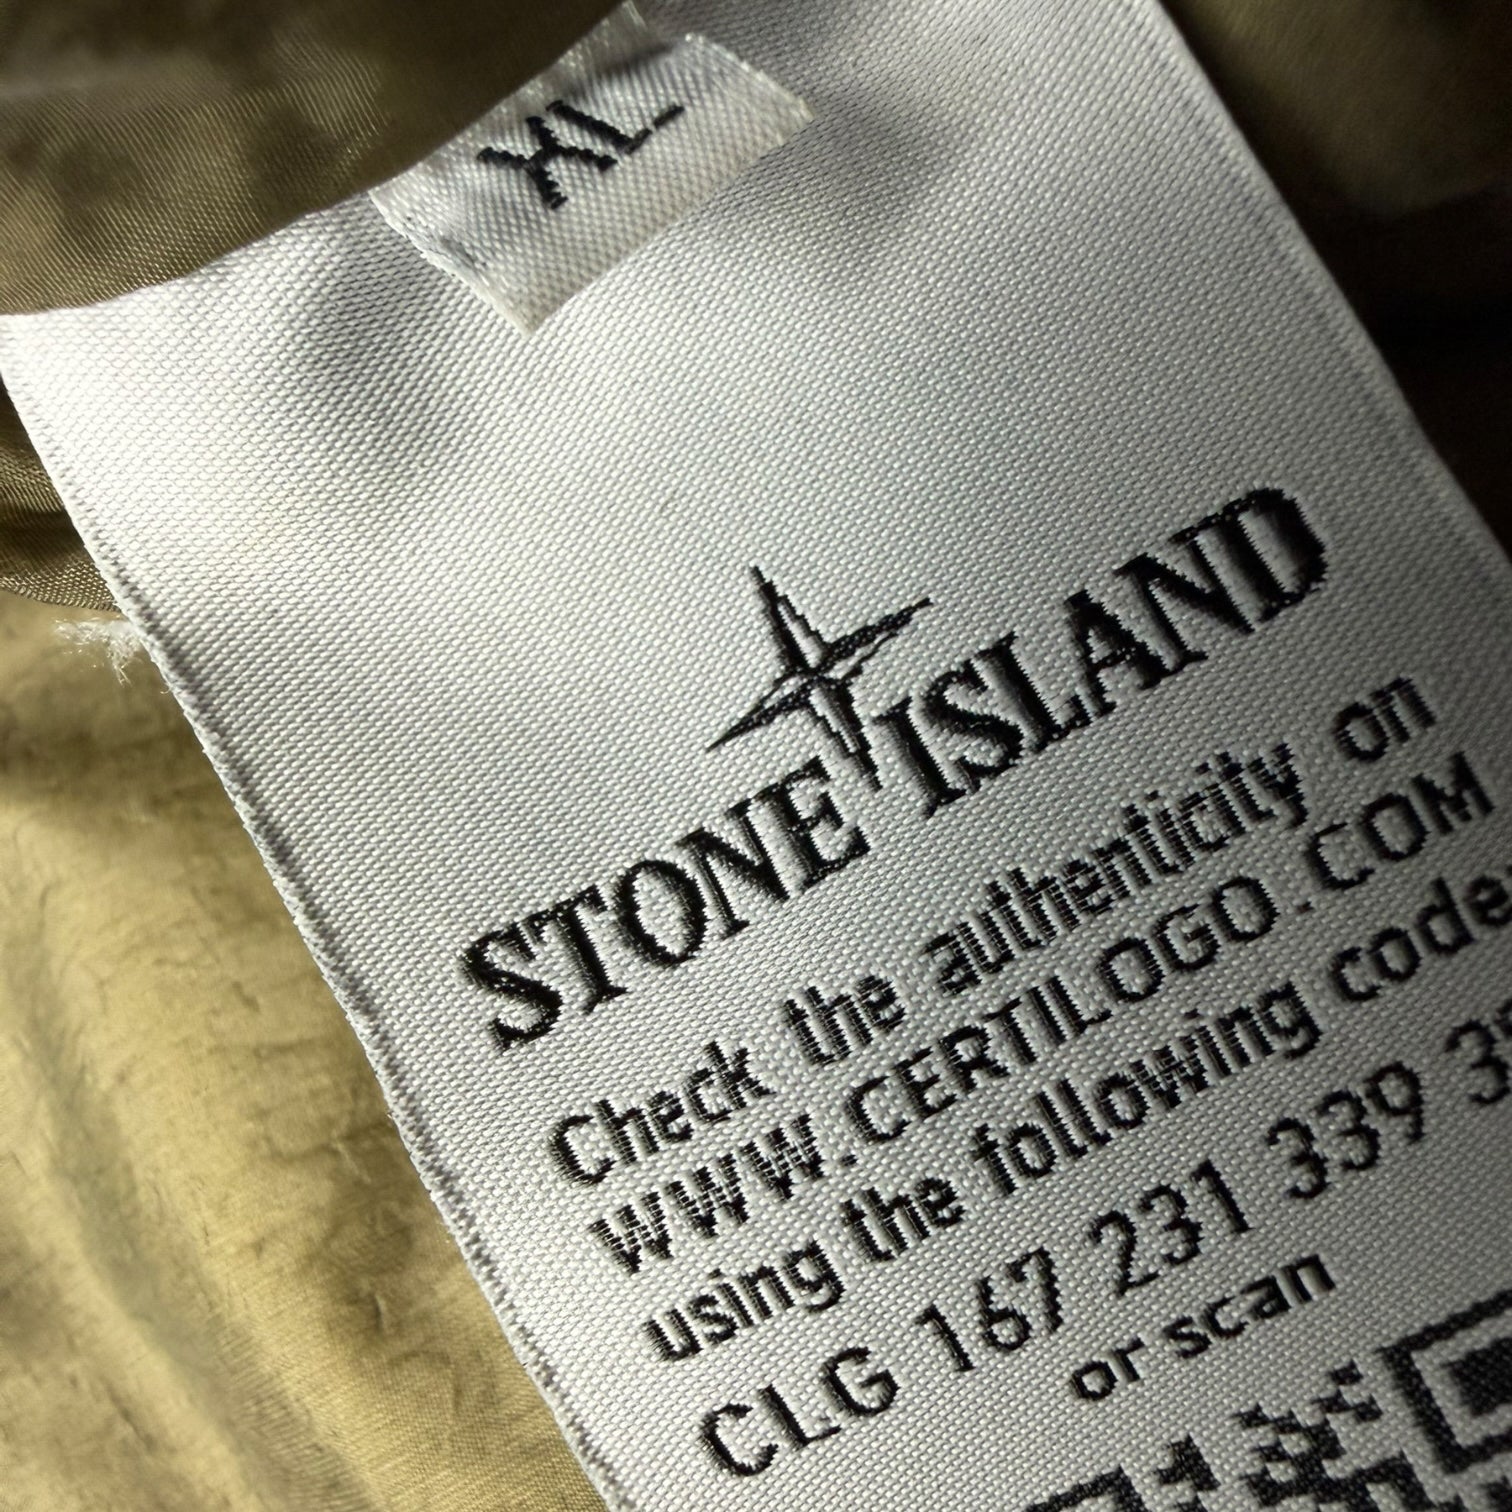 XL
STONE ISLAND
Check the authenticity on
WWW.CERTILOGO.COM
using the following code
CLG 167 231 339
or scan